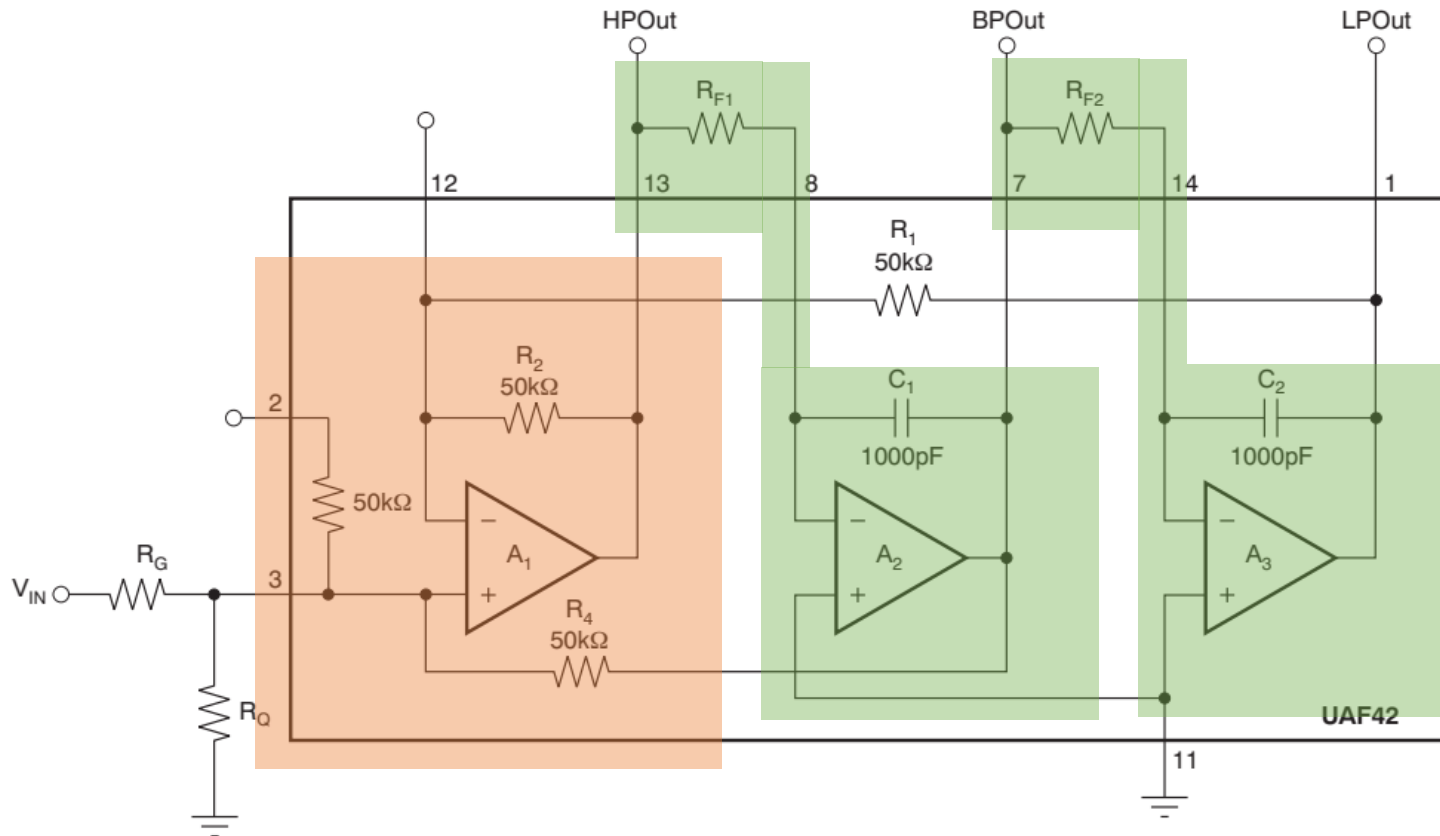 HPOut
BPOut
LPOut
RF1
RF2
12
13
8
7
14
1
R1
50kΩ
R2
50kΩ
C1
C2
2
1000pF
1000pF
50kΩ
−
−
−
A1
A2
A3
RG
3
VIN
+
+
+
R4
50kΩ
RQ
UAF42
11